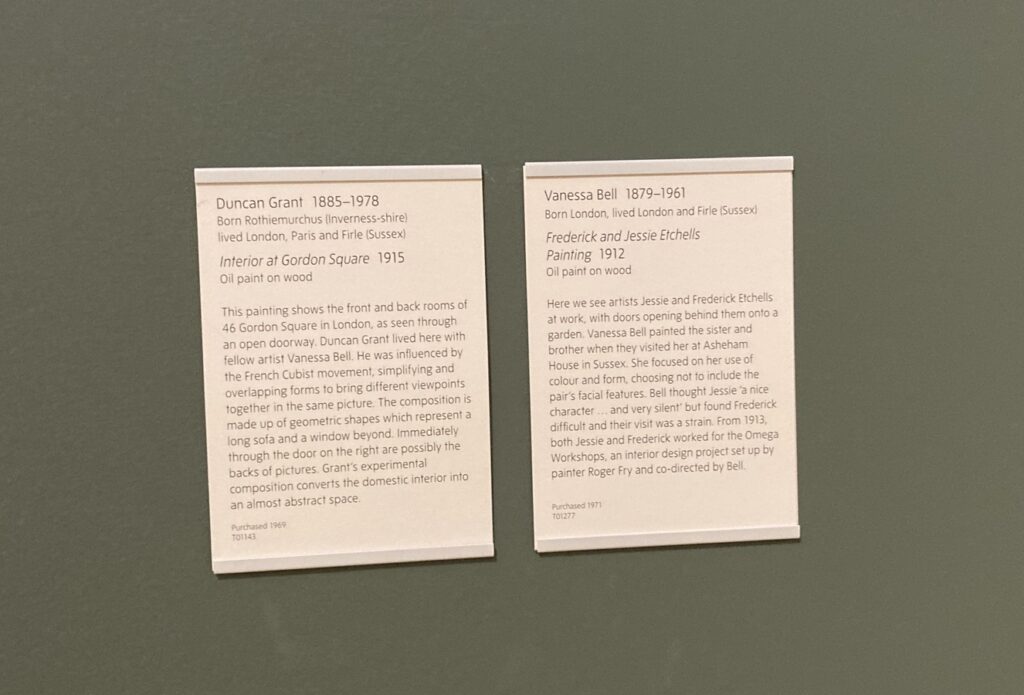 Duncan Grant 1885–1978
Born Rothiemurchus (Inverness-shire)
lived London, Paris and Firle (Sussex)
Interior at Gordon Square 1915
Oil paint on wood
This painting shows the front and back rooms of
46 Gordon Square in London, as seen through
an open doorway. Duncan Grant lived here with
fellow artist Vanessa Bell. He was influenced by
the French Cubist movement, simplifying and
overlapping forms to bring different viewpoints
together in the same picture. The composition is
made up of geometric shapes which represent a
long sofa and a window beyond. Immediately
through the door on the right are possibly the
backs of pictures. Grant's experimental
composition converts the domestic interior into
an almost abstract space.
Purchased 1969
T01143
Vanessa Bell 1879–1961
Born London, lived London and Firle (Sussex)
Frederick and Jessie Etchells
Painting 1912
Oil paint on wood
Here we see artists Jessie and Frederick Etchells
at work, with doors opening behind them onto a
garden. Vanessa Bell painted the sister and
brother when they visited her at Asheham
House in Sussex. She focused on her use of
colour and form, choosing not to include the
pair's facial features. Bell thought Jessie 'a nice
character ... and very silent' but found Frederick
difficult and their visit was a strain. From 1913,
both Jessie and Frederick worked for the Omega
Workshops, an interior design project set up by
painter Roger Fry and co-directed by Bell.
Purchased 1971
T01277